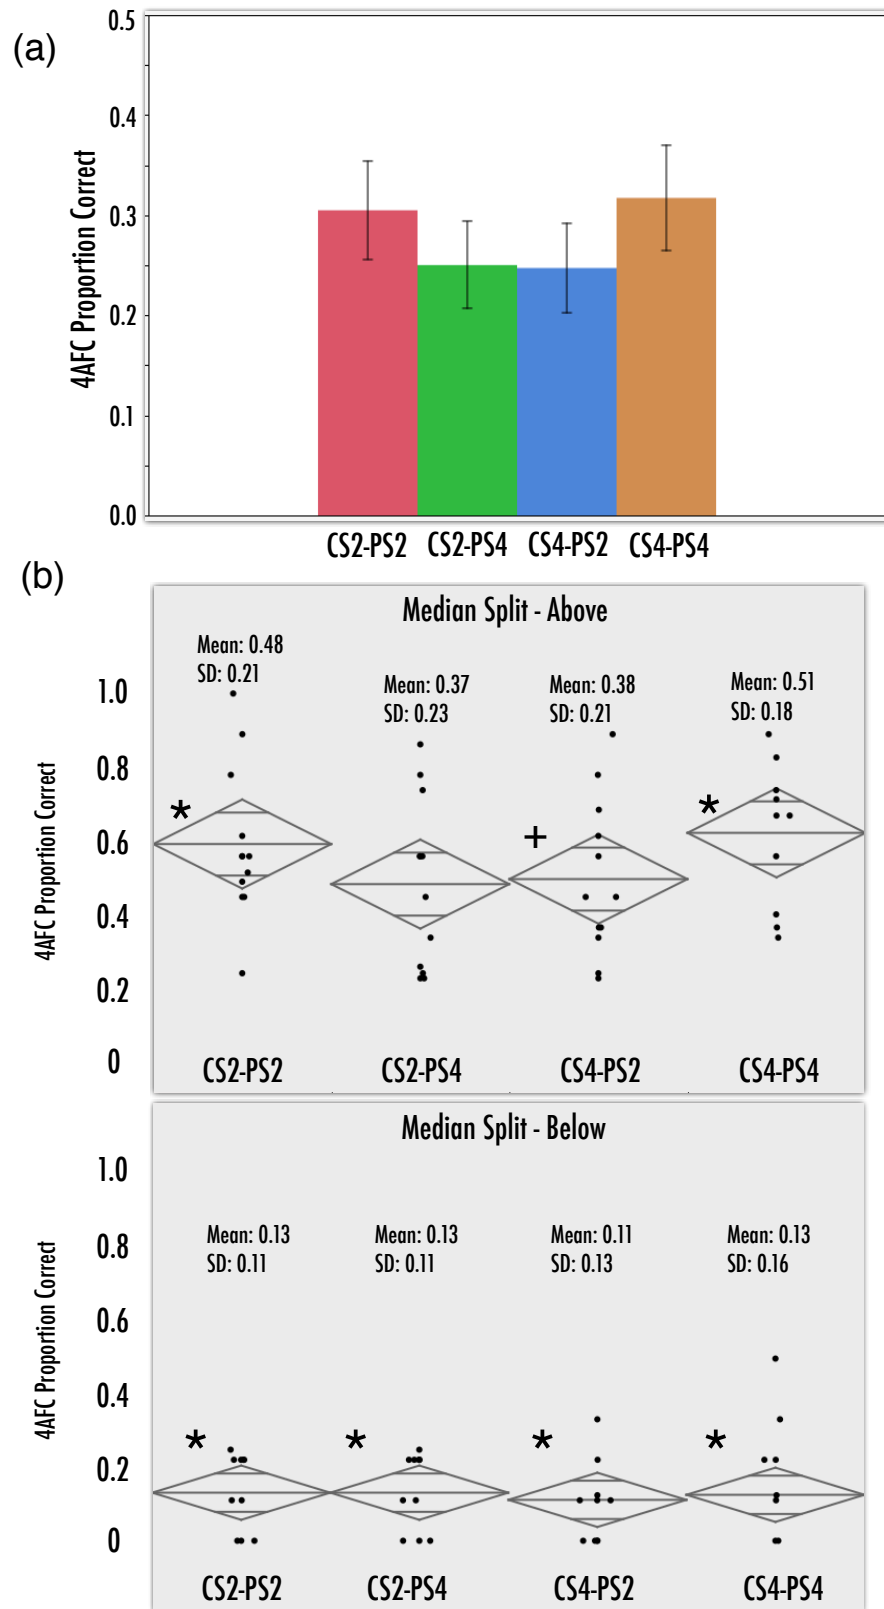 (a)
4AFC Proportion Correct
0.5
0.4
0.3
0.2
0.1
0.0
CS2-PS2 CS2-PS4 CS4-PS2 CS4-PS4
(b)
Median Split - Above
4AFC Proportion Correct
1.0
0.8
0.6
0.4
0.2
0
Mean: 0.48
SD: 0.21
Mean: 0.37
SD: 0.23
Mean: 0.38
SD: 0.21
Mean: 0.51
SD: 0.18
*
+
*
CS2-PS2 CS2-PS4 CS4-PS2 CS4-PS4
Median Split - Below
4AFC Proportion Correct
1.0
0.8
0.6
0.4
0.2
0
Mean: 0.13
SD: 0.11
Mean: 0.13
SD: 0.11
Mean: 0.11
SD: 0.13
Mean: 0.13
SD: 0.16
* * * *
CS2-PS2 CS2-PS4 CS4-PS2 CS4-PS4